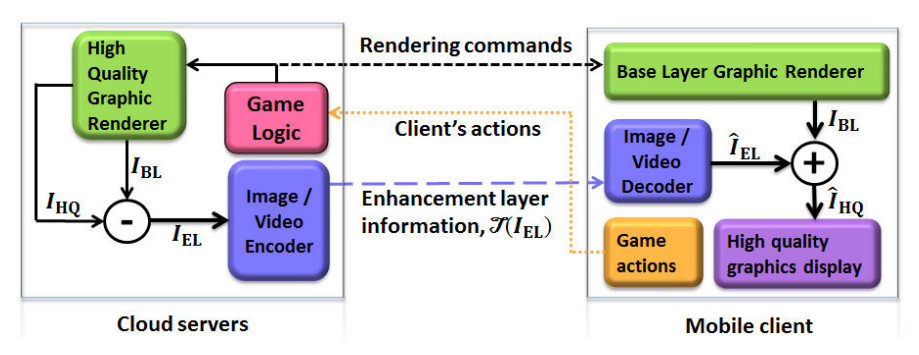 High
Quality
Graphic
Renderer
Rendering commands
Base Layer Graphic Renderer
Game
Logic
Client's actions
I_BL
I_BL
Image /
Video
Decoder
Î_EL
+
I_HQ
-
I_EL
Image /
Video
Encoder
Enhancement layer
information, 𝒯(I_EL)
Î_HQ
Game
actions
High quality
graphics display
Cloud servers
Mobile client